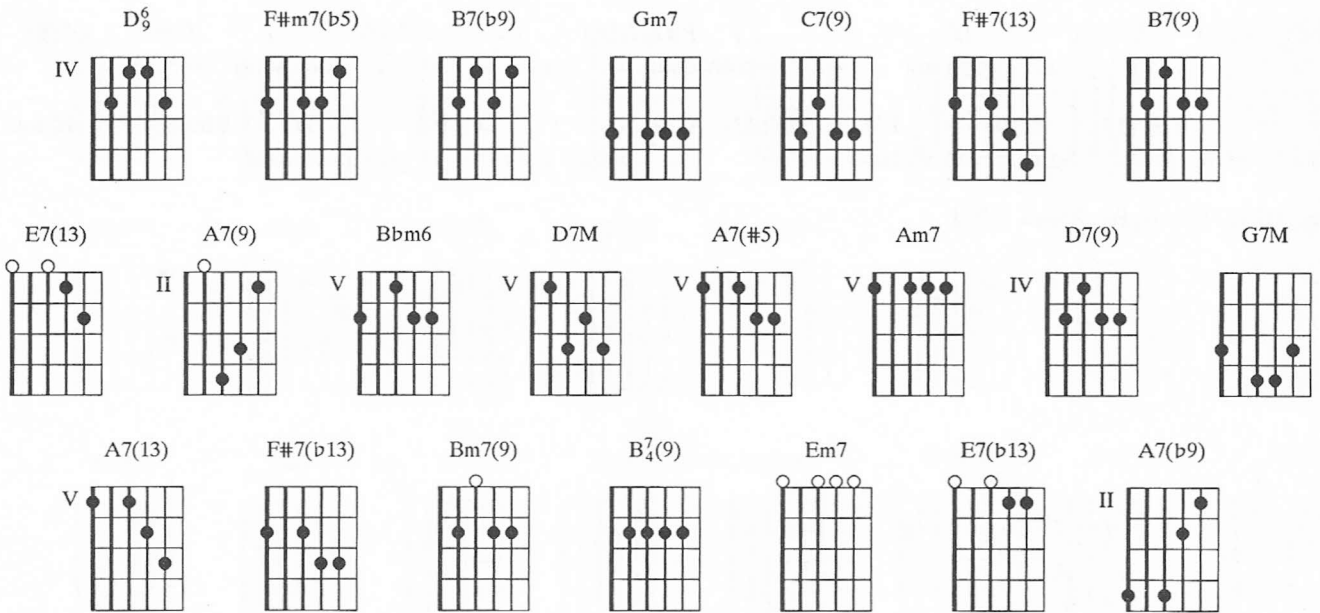 D6/9 F#m7(b5) B7(b9) Gm7 C7(9) F#7(13) B7(9)
IV
E7(13) A7(9) Bbm6 D7M A7(#5) Am7 D7(9) G7M
II V V V V IV
A7(13) F#7(b13) Bm7(9) B7/4(9) Em7 E7(b13) A7(b9)
V II